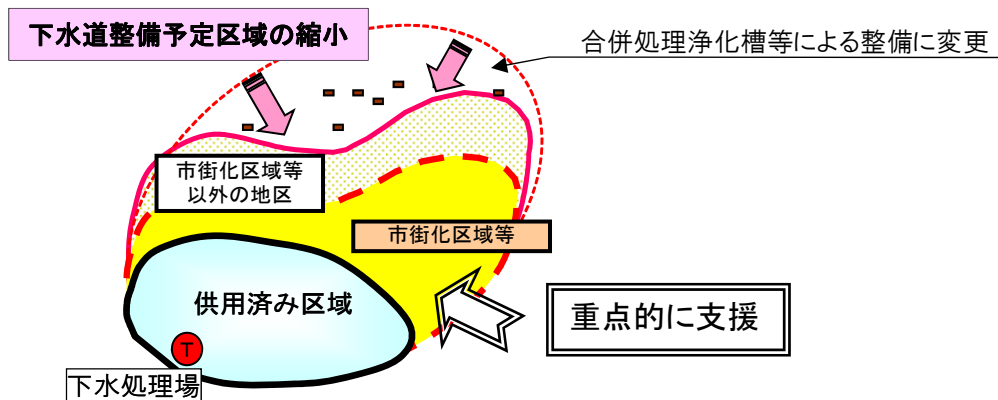 下水道整備予定区域の縮小
合併処理浄化槽等による整備に変更
市街化区域等
以外の地区
市街化区域等
供用済み区域
重点的に支援
T
下水処理場